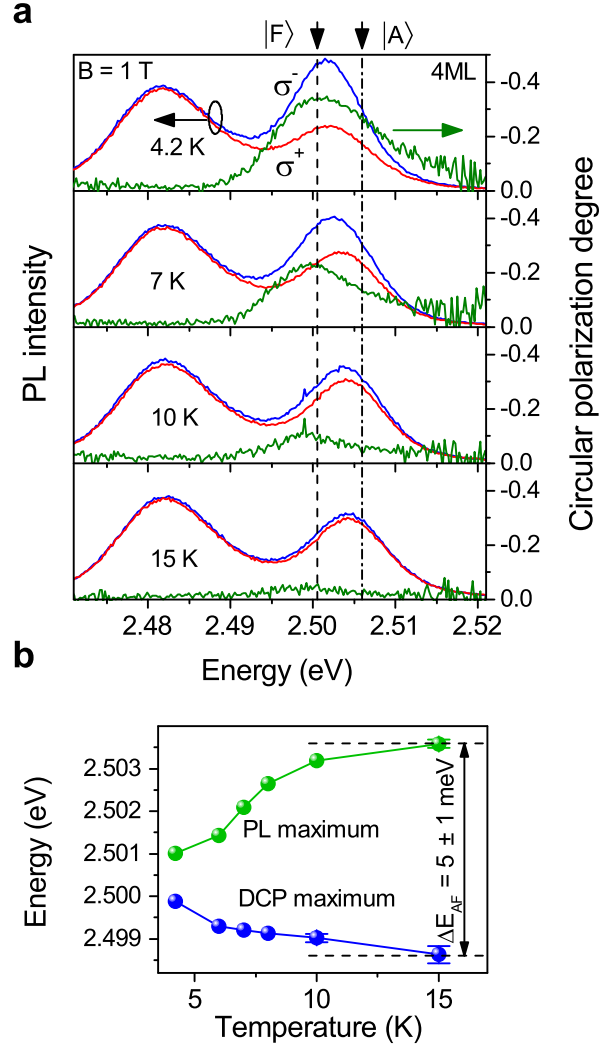 a
|F⟩ |A⟩
B = 1 T
4ML
σ⁻
σ⁺
4.2 K
7 K
10 K
15 K
-0.4
-0.2
0.0
-0.4
-0.2
0.0
-0.4
-0.2
0.0
-0.4
-0.2
0.0
PL intensity
Circular polarization degree
2.48 2.49 2.50 2.51 2.52
Energy (eV)
b
2.503
2.502
2.501
2.500
2.499
Energy (eV)
PL maximum
DCP maximum
ΔE_AF = 5 ± 1 meV
5 10 15
Temperature (K)